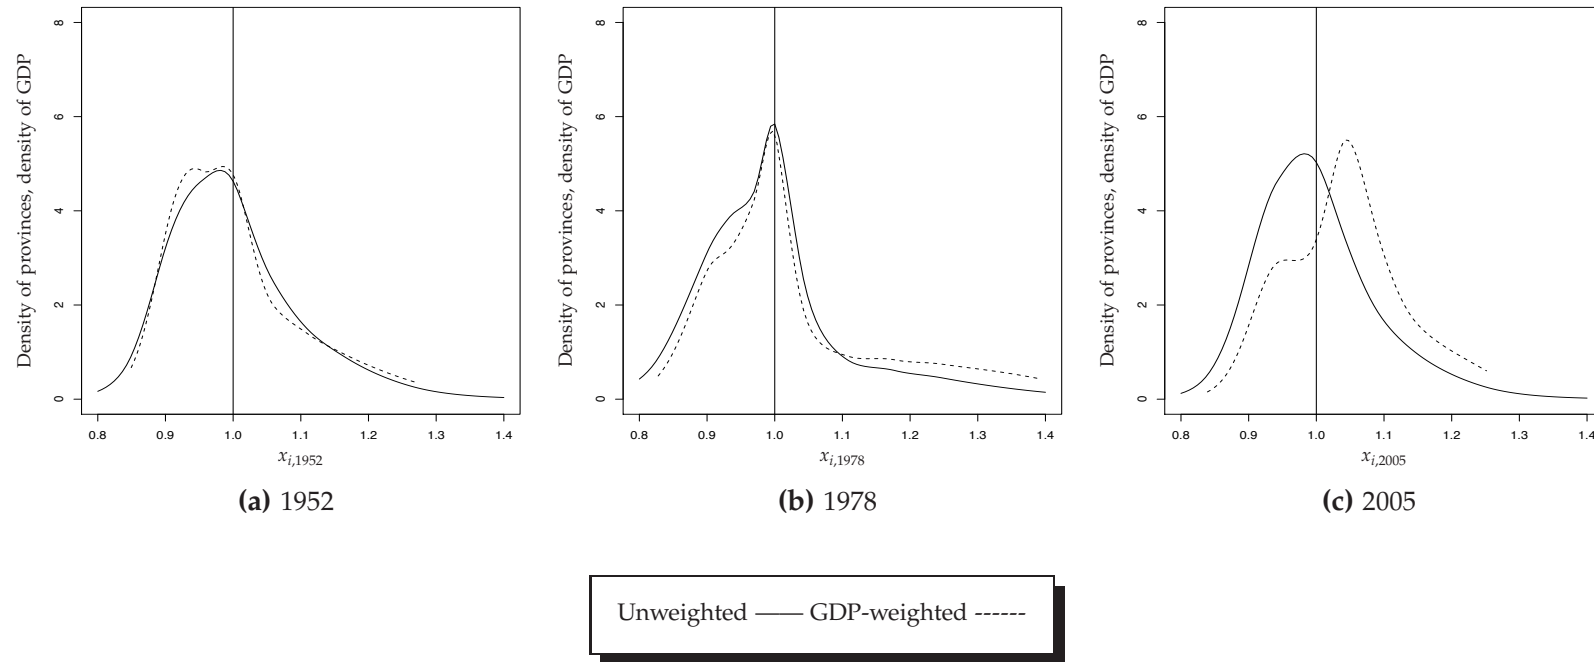 Density of provinces, density of GDP
8
6
4
2
0
0.8 0.9 1.0 1.1 1.2 1.3 1.4
x_{i,1952}
(a) 1952
Density of provinces, density of GDP
8
6
4
2
0
0.8 0.9 1.0 1.1 1.2 1.3 1.4
x_{i,1978}
(b) 1978
Density of provinces, density of GDP
8
6
4
2
0
0.8 0.9 1.0 1.1 1.2 1.3 1.4
x_{i,2005}
(c) 2005
Unweighted —— GDP-weighted ------